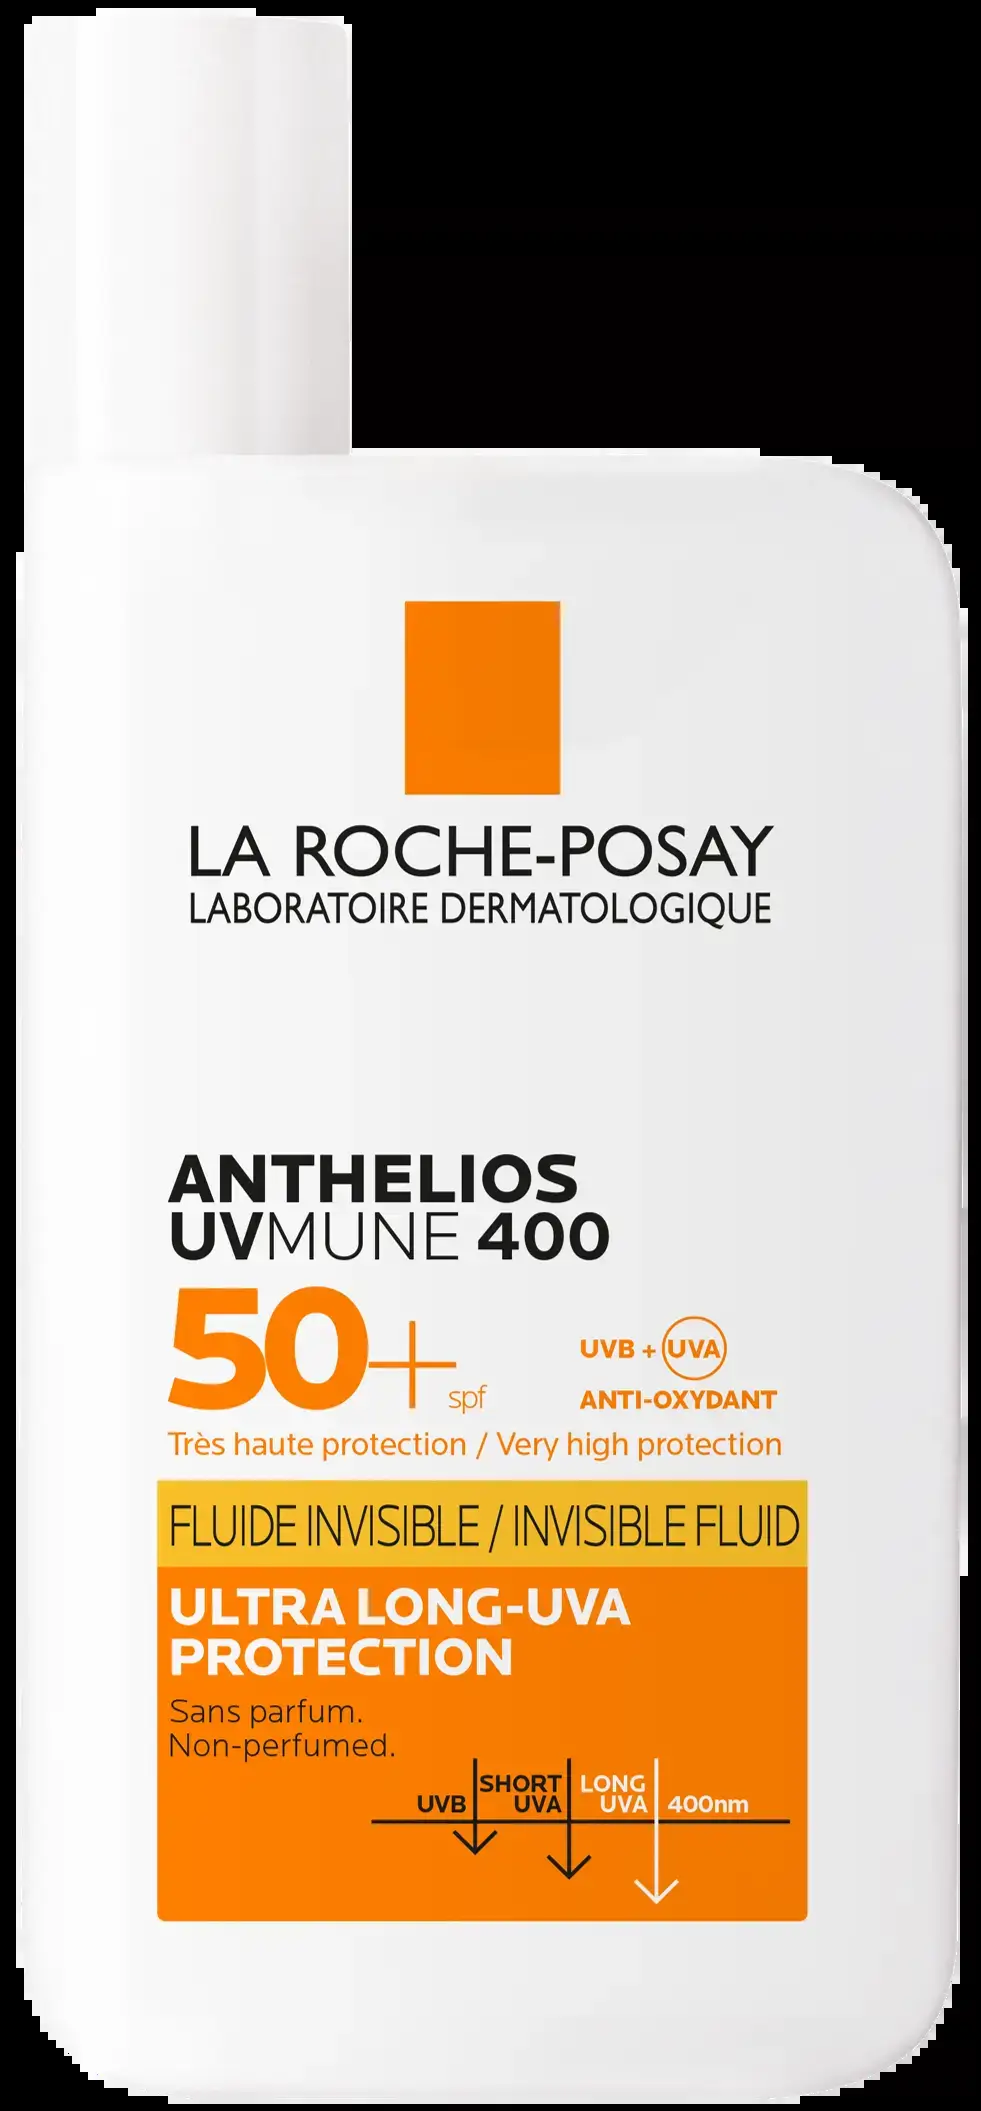 LA ROCHE-POSAY
LABORATOIRE DERMATOLOGIQUE
ANTHELIOS
UVMUNE 400
50+ spf
UVB + UVA
ANTI-OXYDANT
Très haute protection / Very high protection
FLUIDE INVISIBLE / INVISIBLE FLUID
ULTRA LONG-UVA
PROTECTION
Sans parfum.
Non-perfumed.
UVB
SHORT
UVA
LONG
UVA
400nm